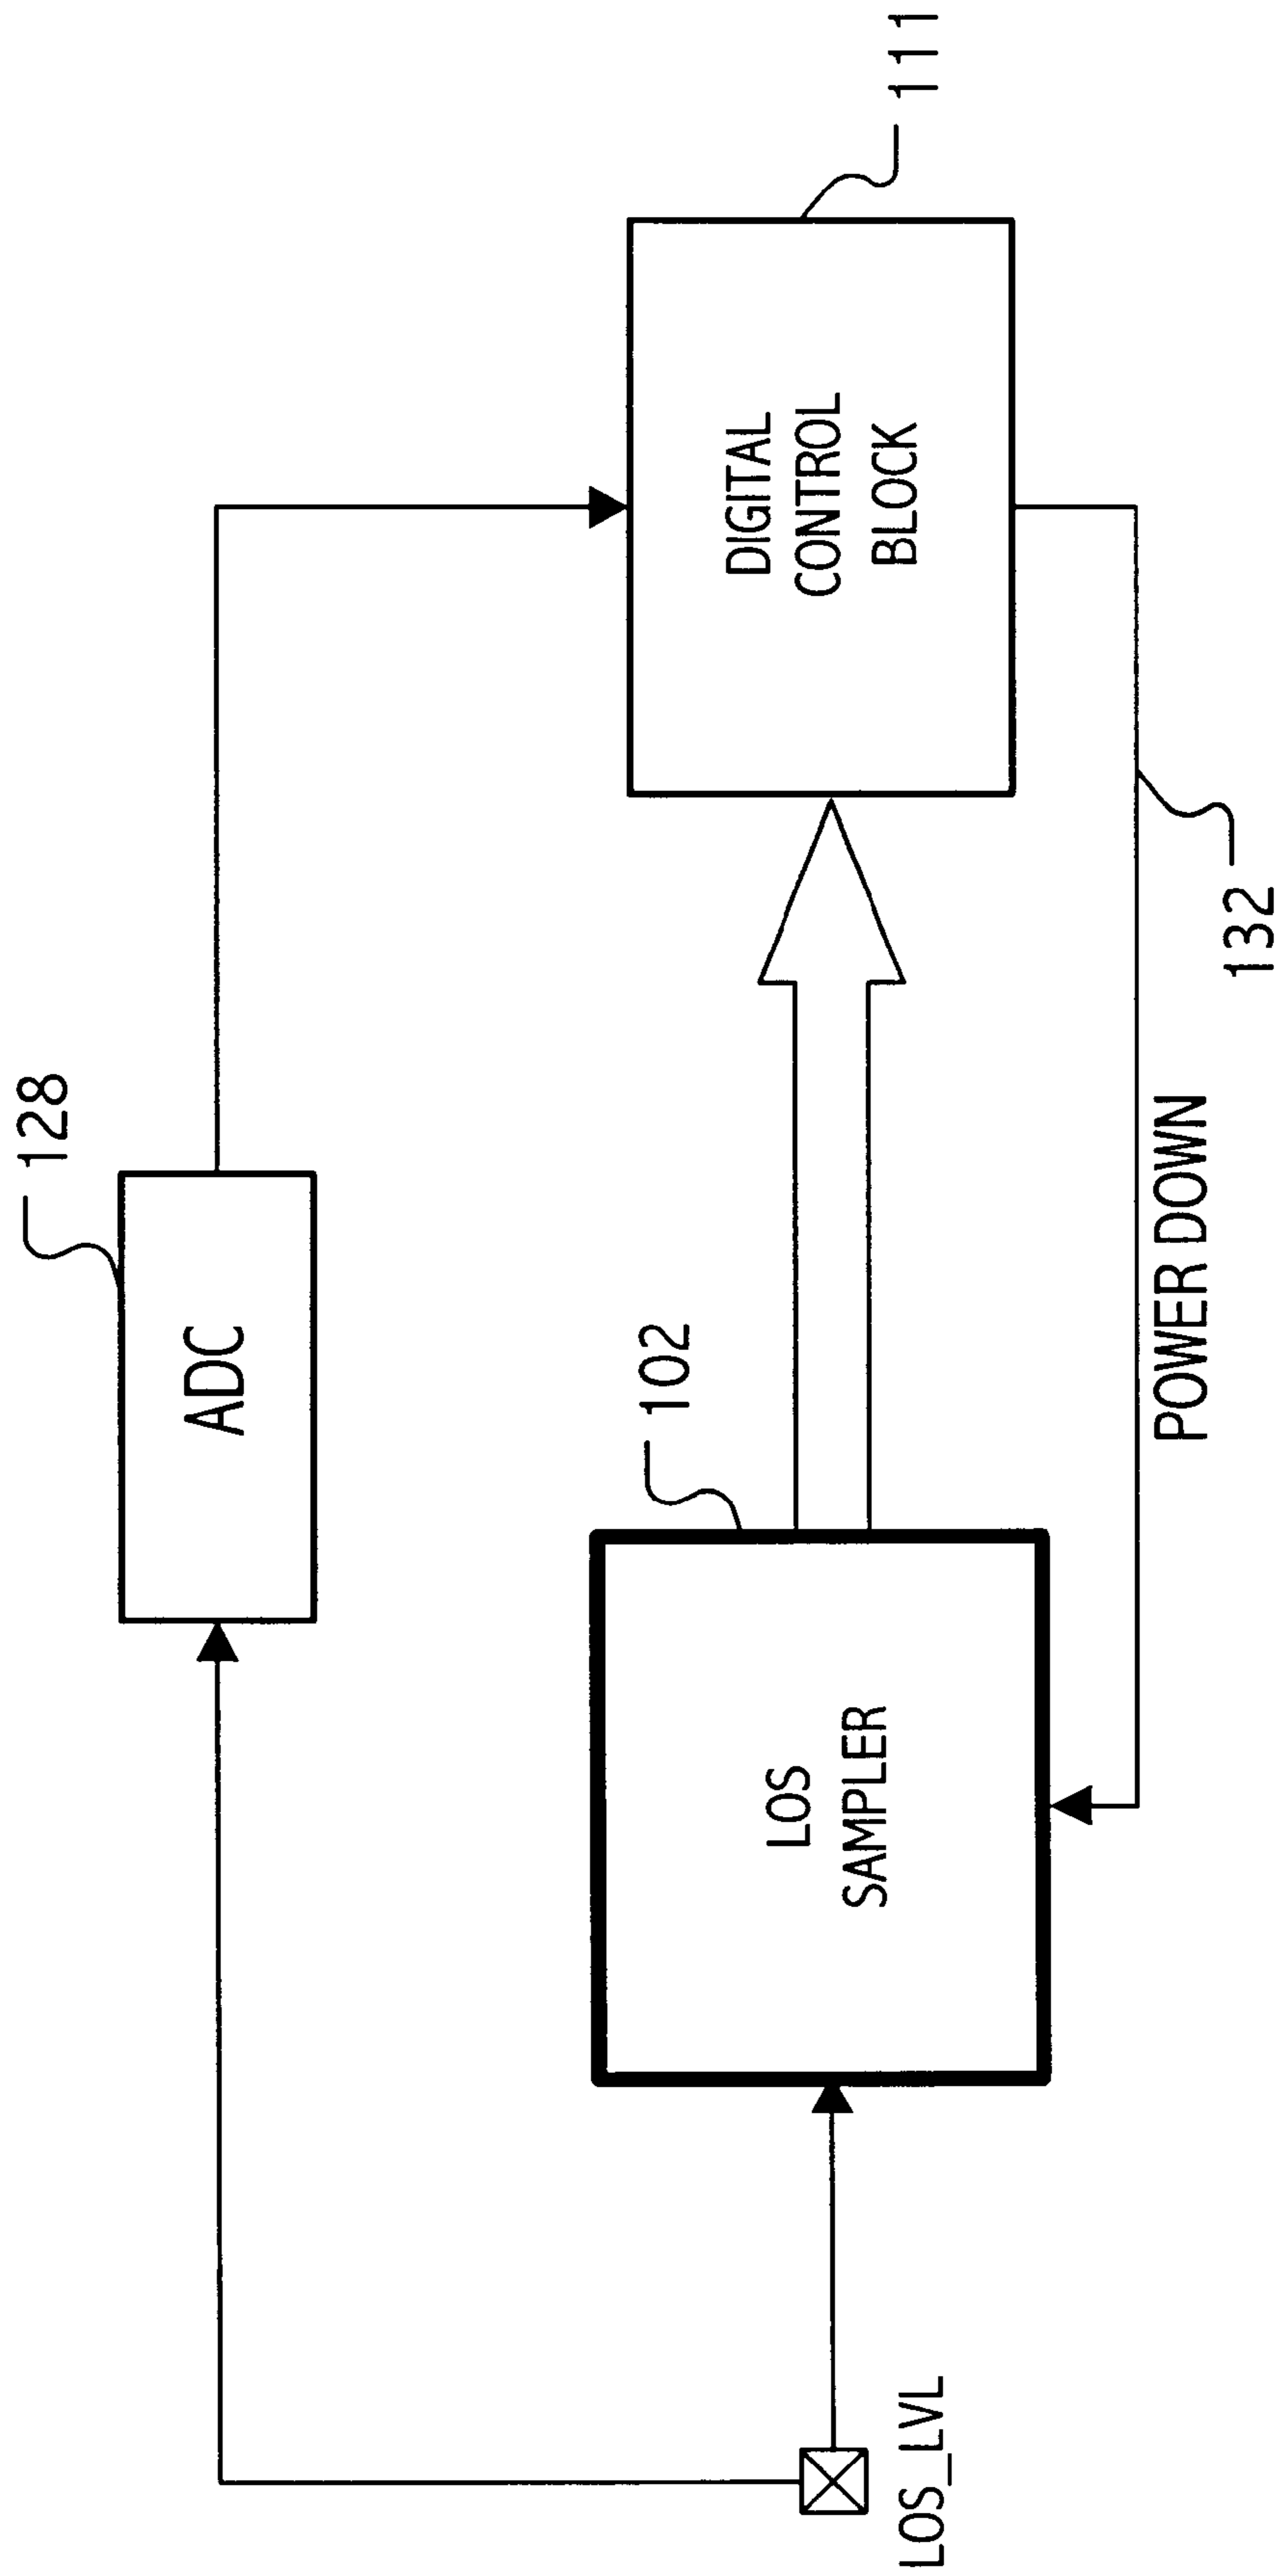 128
ADC
111
DIGITAL
CONTROL
BLOCK
102
LOS
SAMPLER
132
POWER DOWN
LOS_LVL